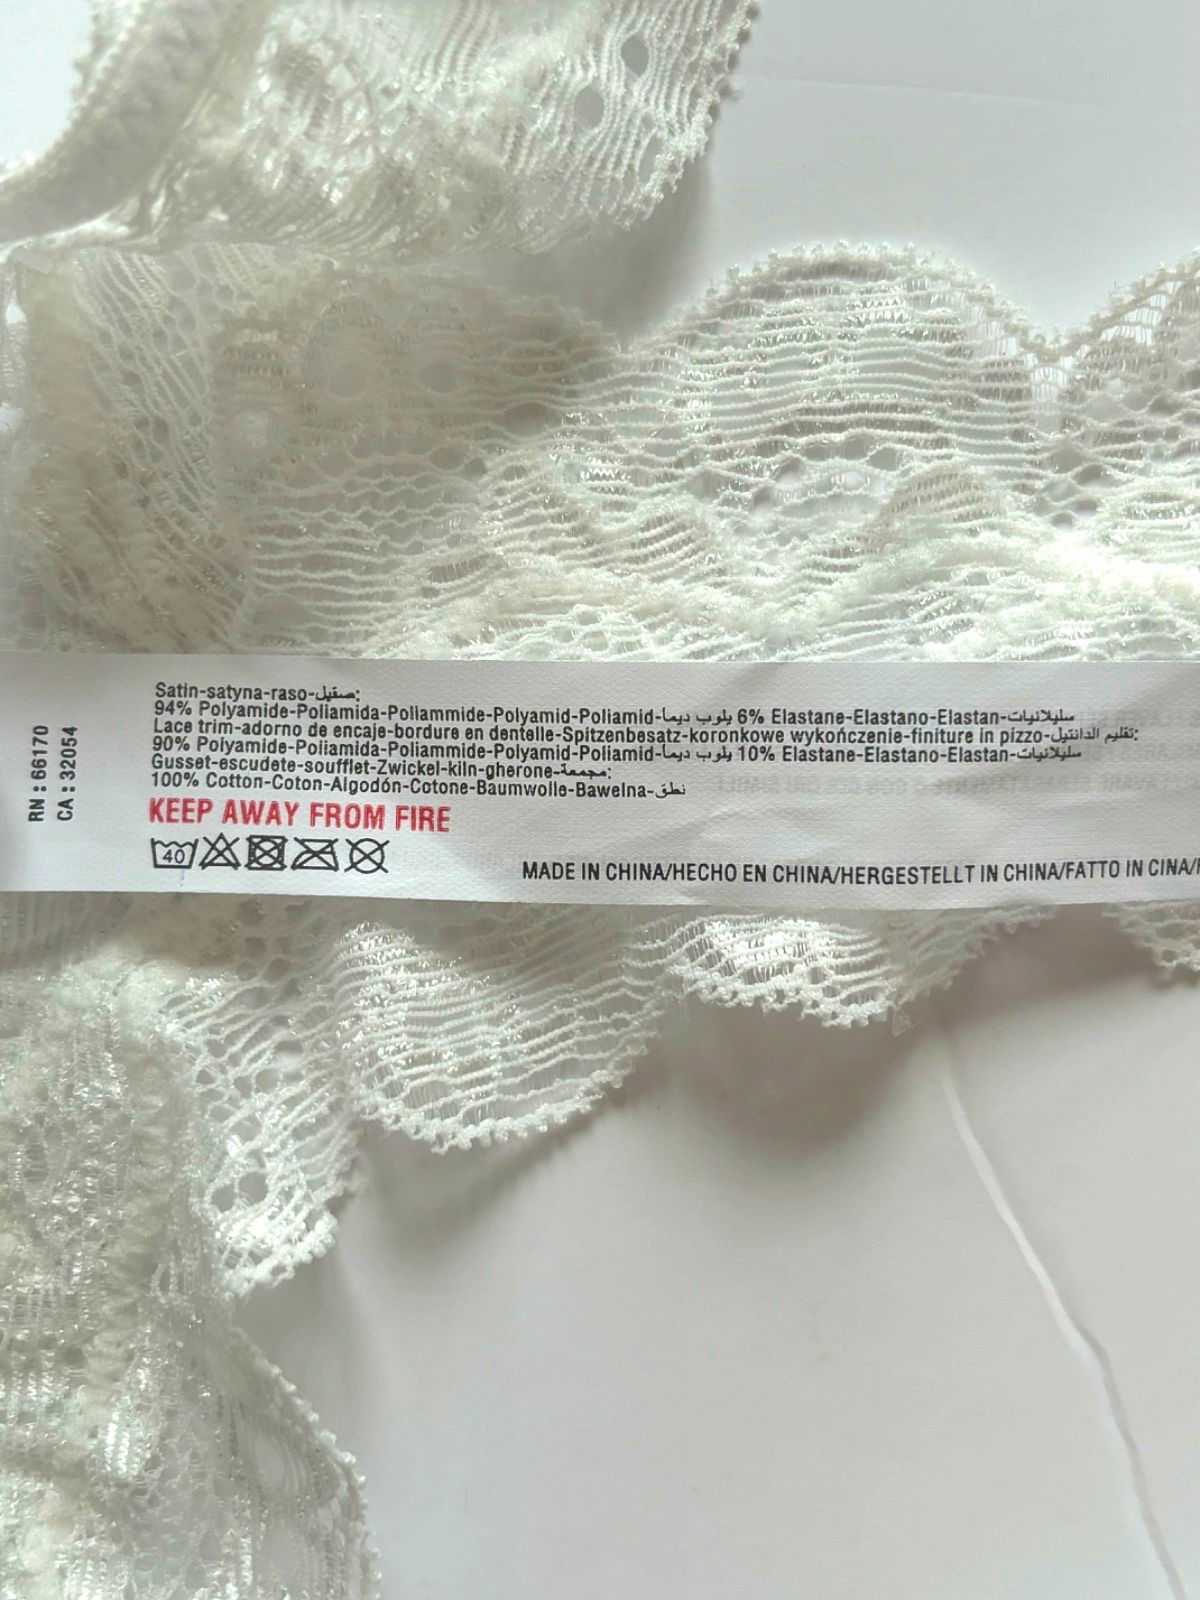 RN : 66170
CA : 32054
Satin-satyna-raso-صقيل:
94% Polyamide-Poliamida-Poliammide-Polyamid-Poliamid-يلوب ديما 6% Elastane-Elastano-Elastan-سليلانيات
Lace trim-adorno de encaje-bordure en dentelle-Spitzenbesatz-koronkowe wykończenie-finiture in pizzo-تقليم الدانتيل:
90% Polyamide-Poliamida-Poliammide-Polyamid-Poliamid-يلوب ديما 10% Elastane-Elastano-Elastan-سليلانيات
Gusset-escudete-soufflet-Zwickel-kiln-gherone-مجمعة:
100% Cotton-Coton-Algodón-Cotone-Baumwolle-Bawelna-نطق
KEEP AWAY FROM FIRE
40
MADE IN CHINA/HECHO EN CHINA/HERGESTELLT IN CHINA/FATTO IN CINA/